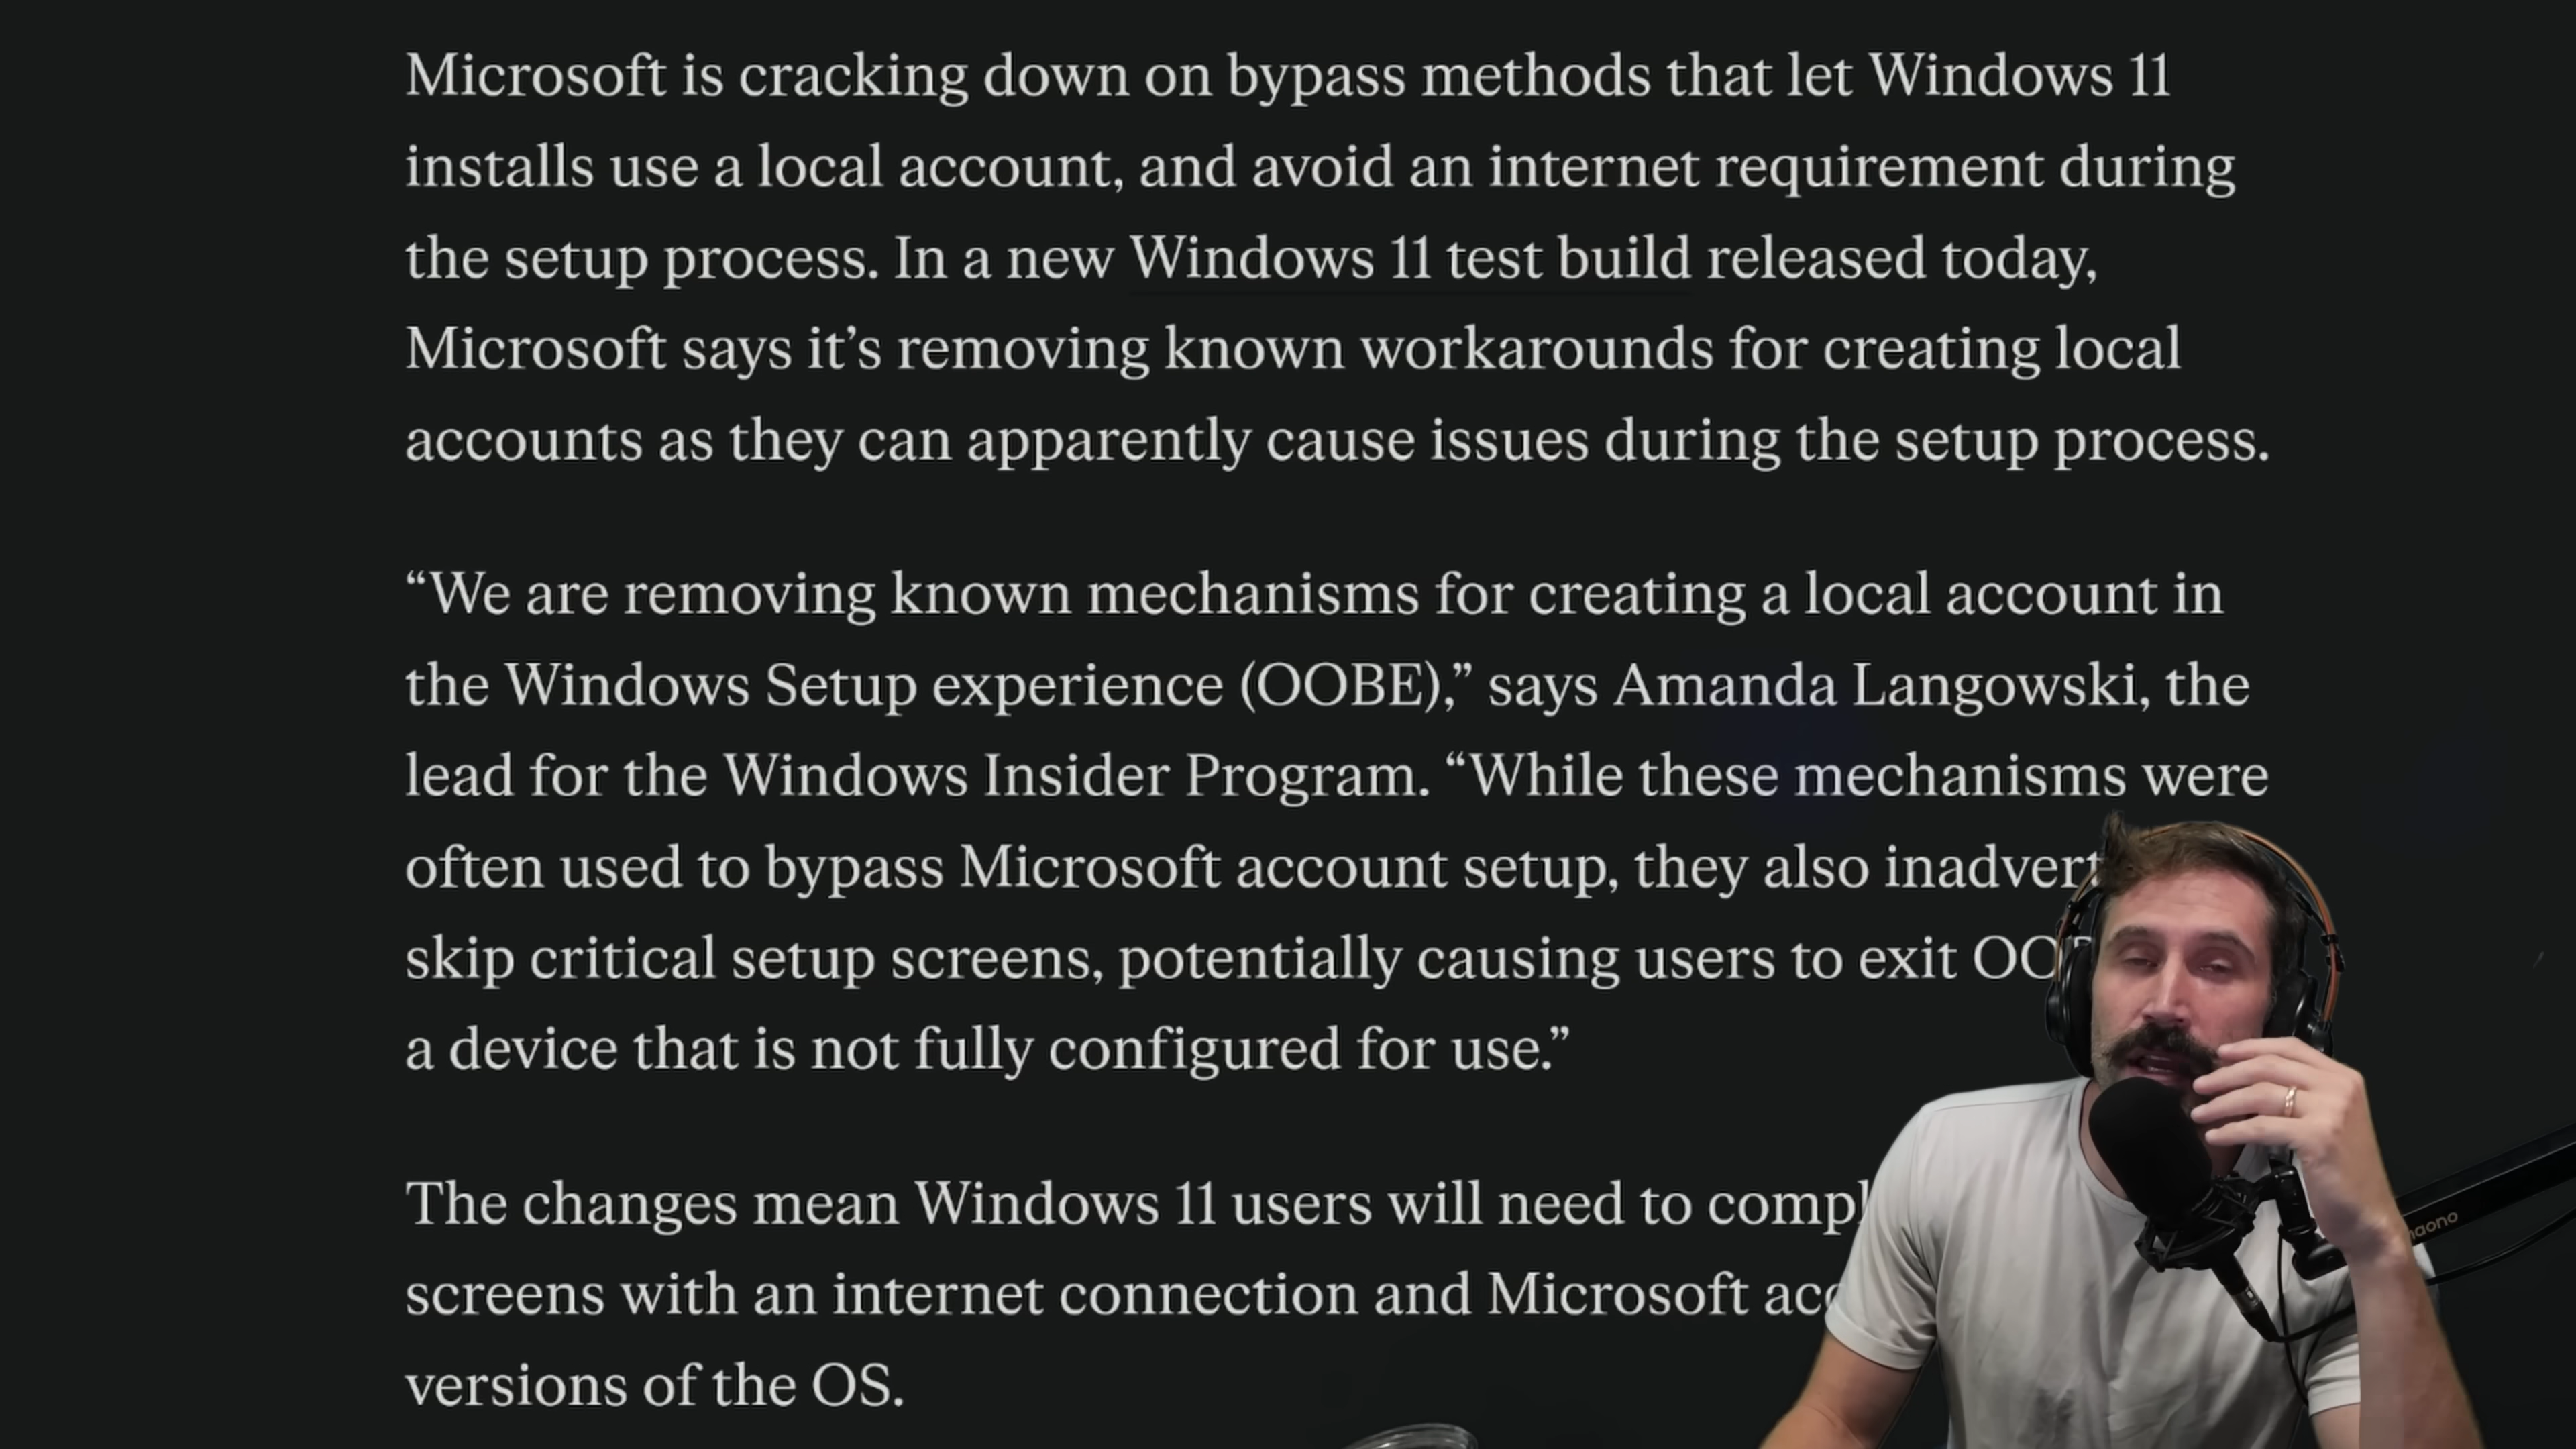 Microsoft is cracking down on bypass methods that let Windows 11
installs use a local account, and avoid an internet requirement during
the setup process. In a new Windows 11 test build released today,
Microsoft says it’s removing known workarounds for creating local
accounts as they can apparently cause issues during the setup process.
“We are removing known mechanisms for creating a local account in
the Windows Setup experience (OOBE),” says Amanda Langowski, the
lead for the Windows Insider Program. “While these mechanisms were
often used to bypass Microsoft account setup, they also
skip critical setup screens, potentially causing users to exit
a device that is not fully configured for use.”
The changes mean Windows 11 users will need to
screens with an internet connection and Microsoft
versions of the OS.